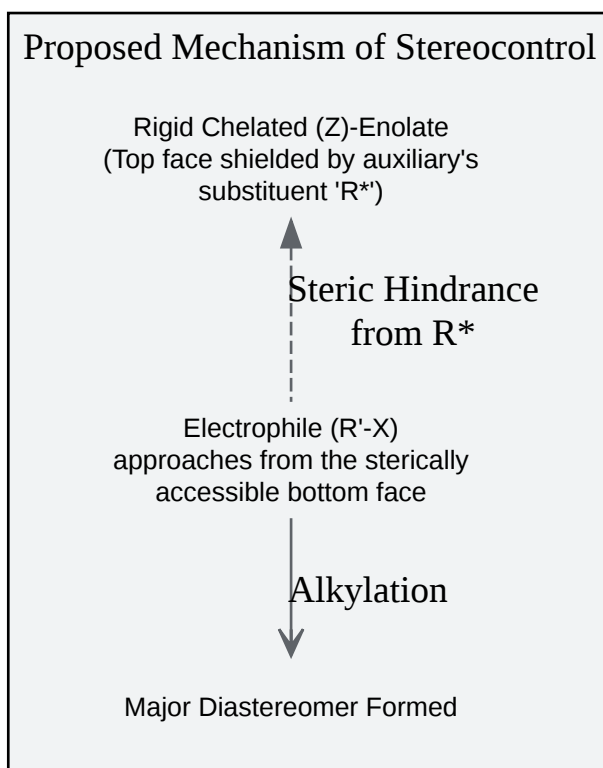 Proposed Mechanism of Stereocontrol
Rigid Chelated (Z)-Enolate
(Top face shielded by auxiliary's
substituent 'R*')
Steric Hindrance
from R*
Electrophile (R'-X)
approaches from the sterically
accessible bottom face
Alkylation
Major Diastereomer Formed